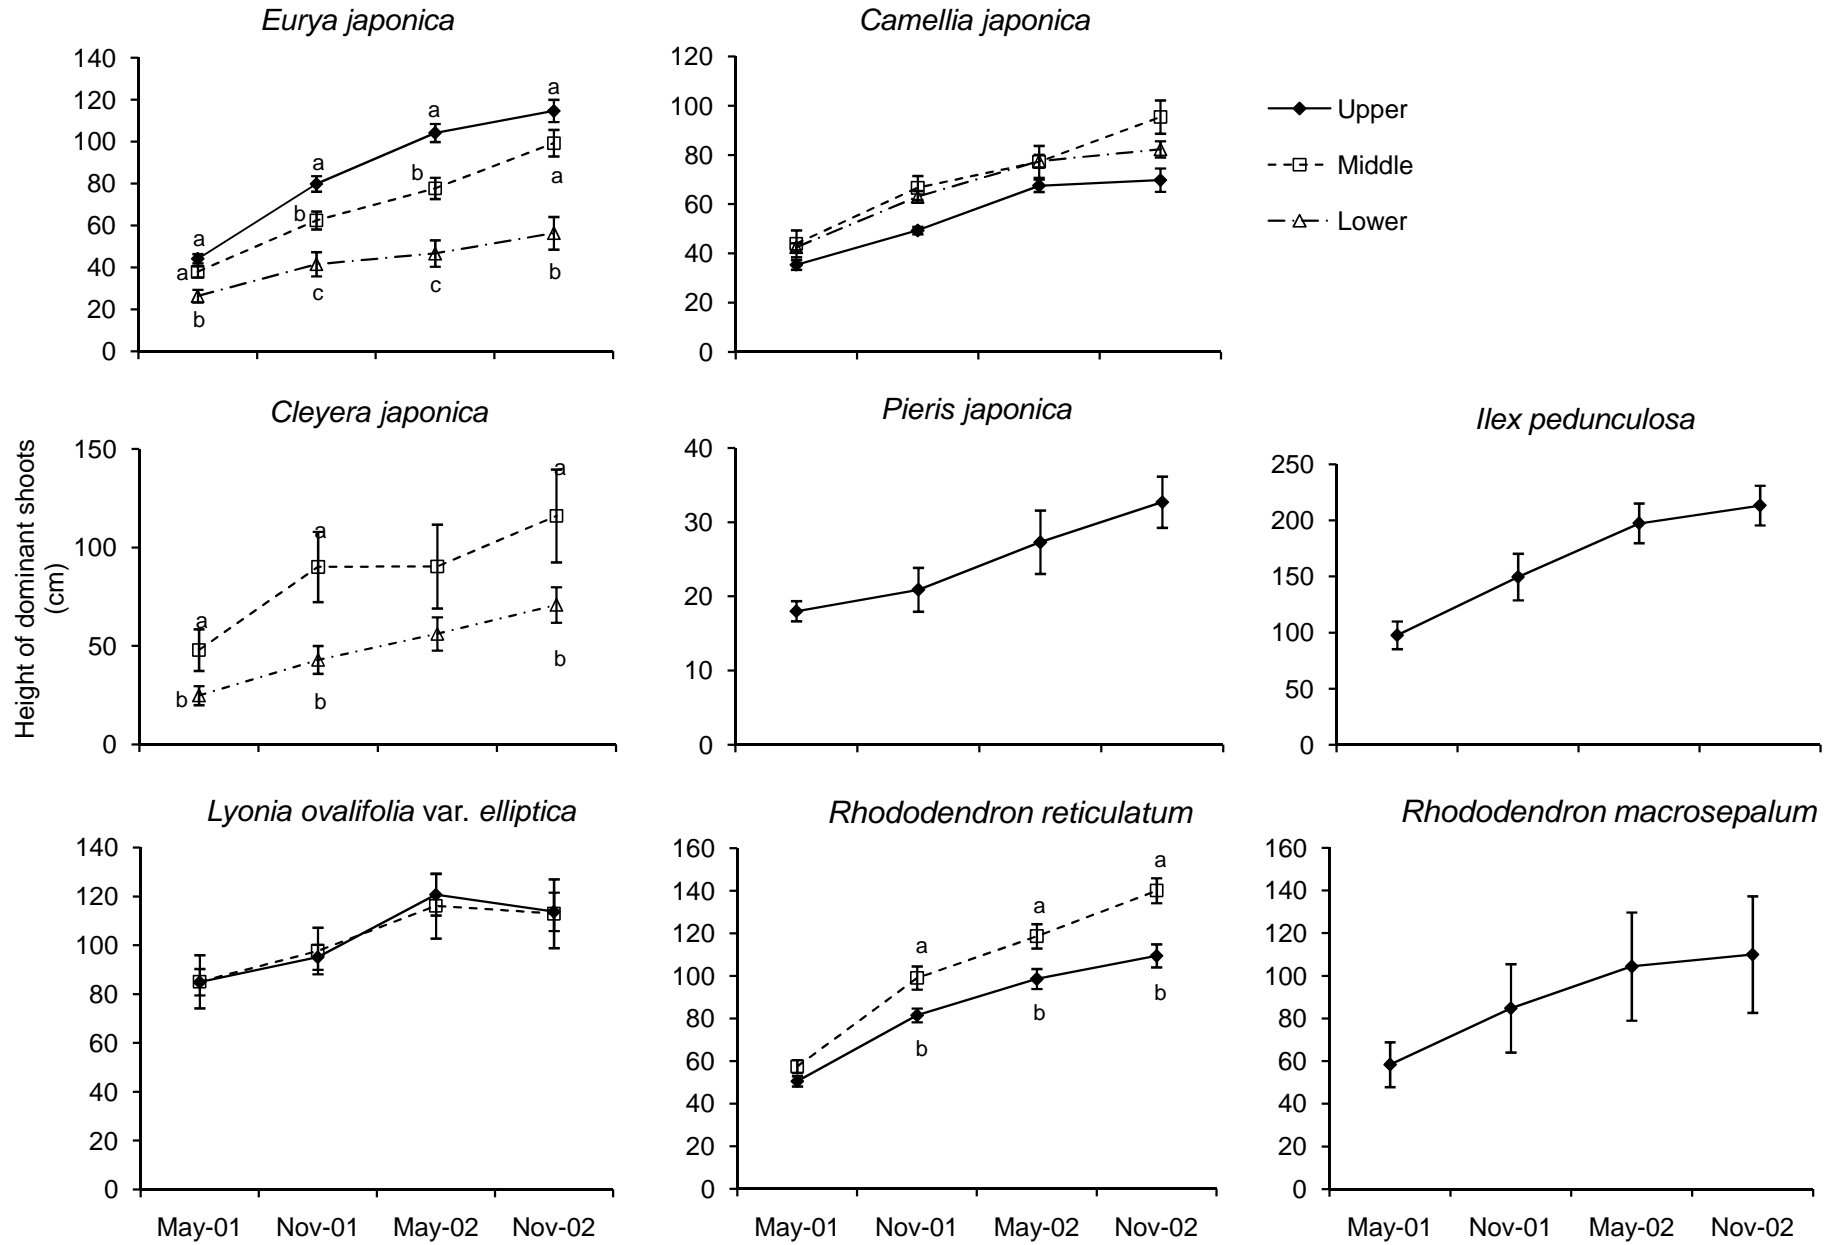 Eurya japonica
140
120
100
80
60
40
20
0
a
a
b
a
b
c
a
b
c
a
a
b
Camellia japonica
120
100
80
60
40
20
0
Upper
Middle
Lower
Height of dominant shoots
(cm)
Cleyera japonica
150
100
50
0
a
b
a
b
a
b
Pieris japonica
40
30
20
10
0
Ilex pedunculosa
250
200
150
100
50
0
Lyonia ovalifolia var. elliptica
140
120
100
80
60
40
20
0
May-01 Nov-01 May-02 Nov-02
Rhododendron reticulatum
160
140
120
100
80
60
40
20
0
a
b
a
b
a
b
May-01 Nov-01 May-02 Nov-02
Rhododendron macrosepalum
160
140
120
100
80
60
40
20
0
May-01 Nov-01 May-02 Nov-02